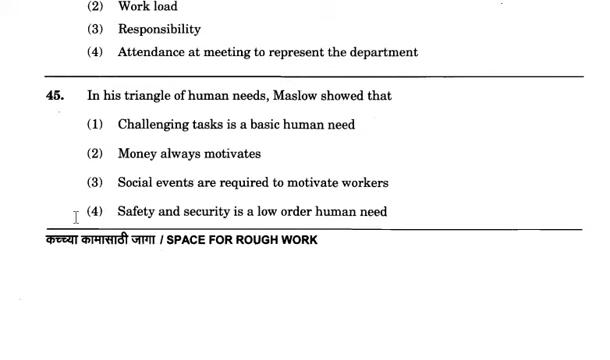 (2) Work load
(3) Responsibility
(4) Attendance at meeting to represent the department
45. In his triangle of human needs, Maslow showed that
(1) Challenging tasks is a basic human need
(2) Money always motivates
(3) Social events are required to motivate workers
(4) Safety and security is a low order human need
कच्च्या कामासाठी जागा / SPACE FOR ROUGH WORK